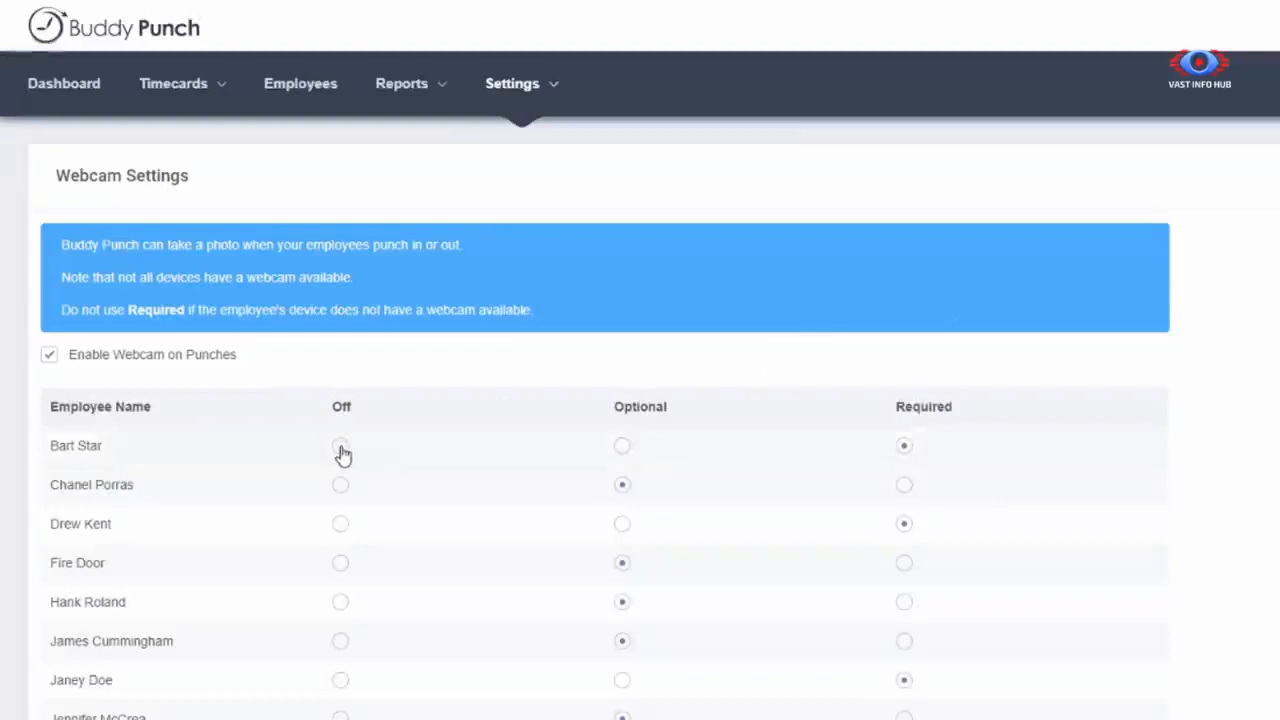 Buddy Punch
Dashboard Timecards Employees Reports Settings
VAST INFO HUB
Webcam Settings
Buddy Punch can take a photo when your employees punch in or out.
Note that not all devices have a webcam available.
Do not use Required if the employee's device does not have a webcam available.
Enable Webcam on Punches
Employee Name Off Optional Required
Bart Star
Chanel Porras
Drew Kent
Fire Door
Hank Roland
James Cummingham
Janey Doe
Jennifer McCrea